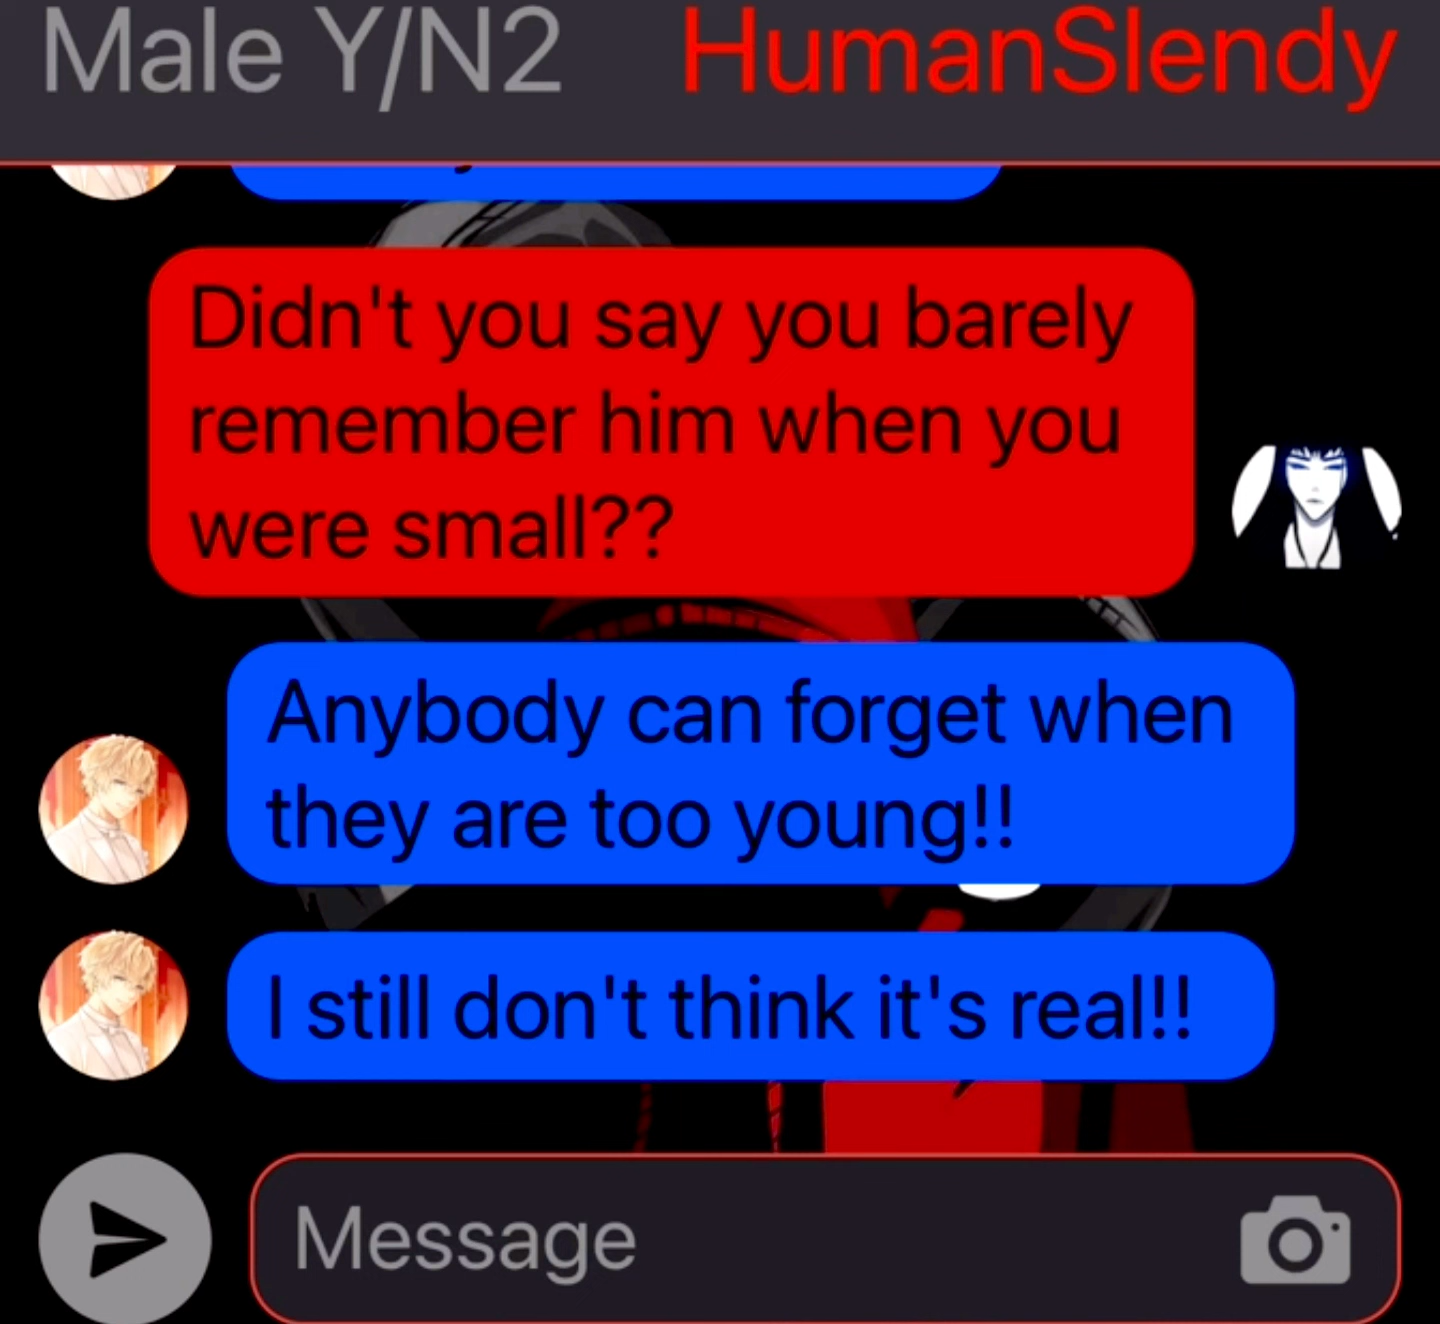 Male Y/N2 HumanSlendy
Didn't you say you barely
remember him when you
were small??
Anybody can forget when
they are too young!!
I still don't think it's real!!
Message